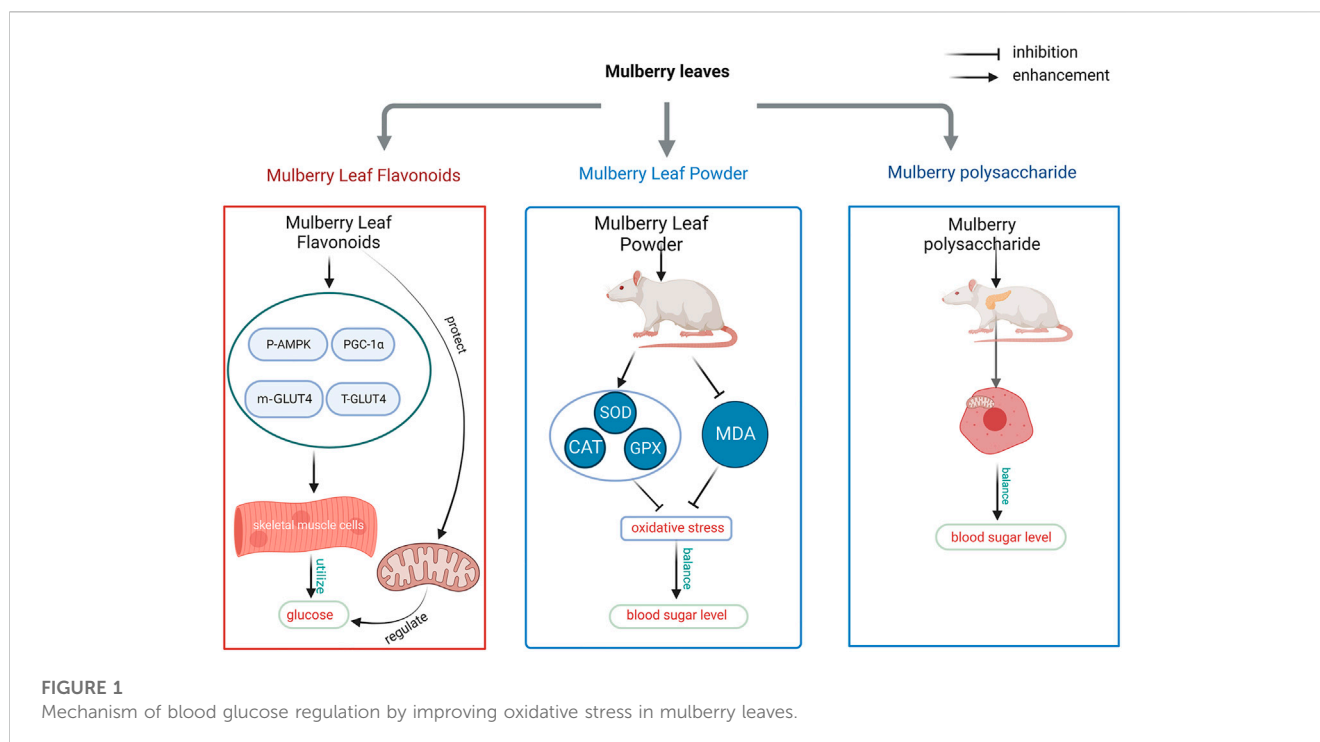 Mulberry leaves
inhibition
enhancement
Mulberry Leaf Flavonoids
Mulberry Leaf
Flavonoids
protect
P-AMPK
PGC-1α
m-GLUT4
T-GLUT4
skeletal muscle cells
utilize
glucose
regulate
Mulberry Leaf Powder
Mulberry Leaf
Powder
SOD
CAT
GPX
MDA
oxidative stress
balance
blood sugar level
Mulberry polysaccharide
Mulberry
polysaccharide
balance
blood sugar level
FIGURE 1
Mechanism of blood glucose regulation by improving oxidative stress in mulberry leaves.